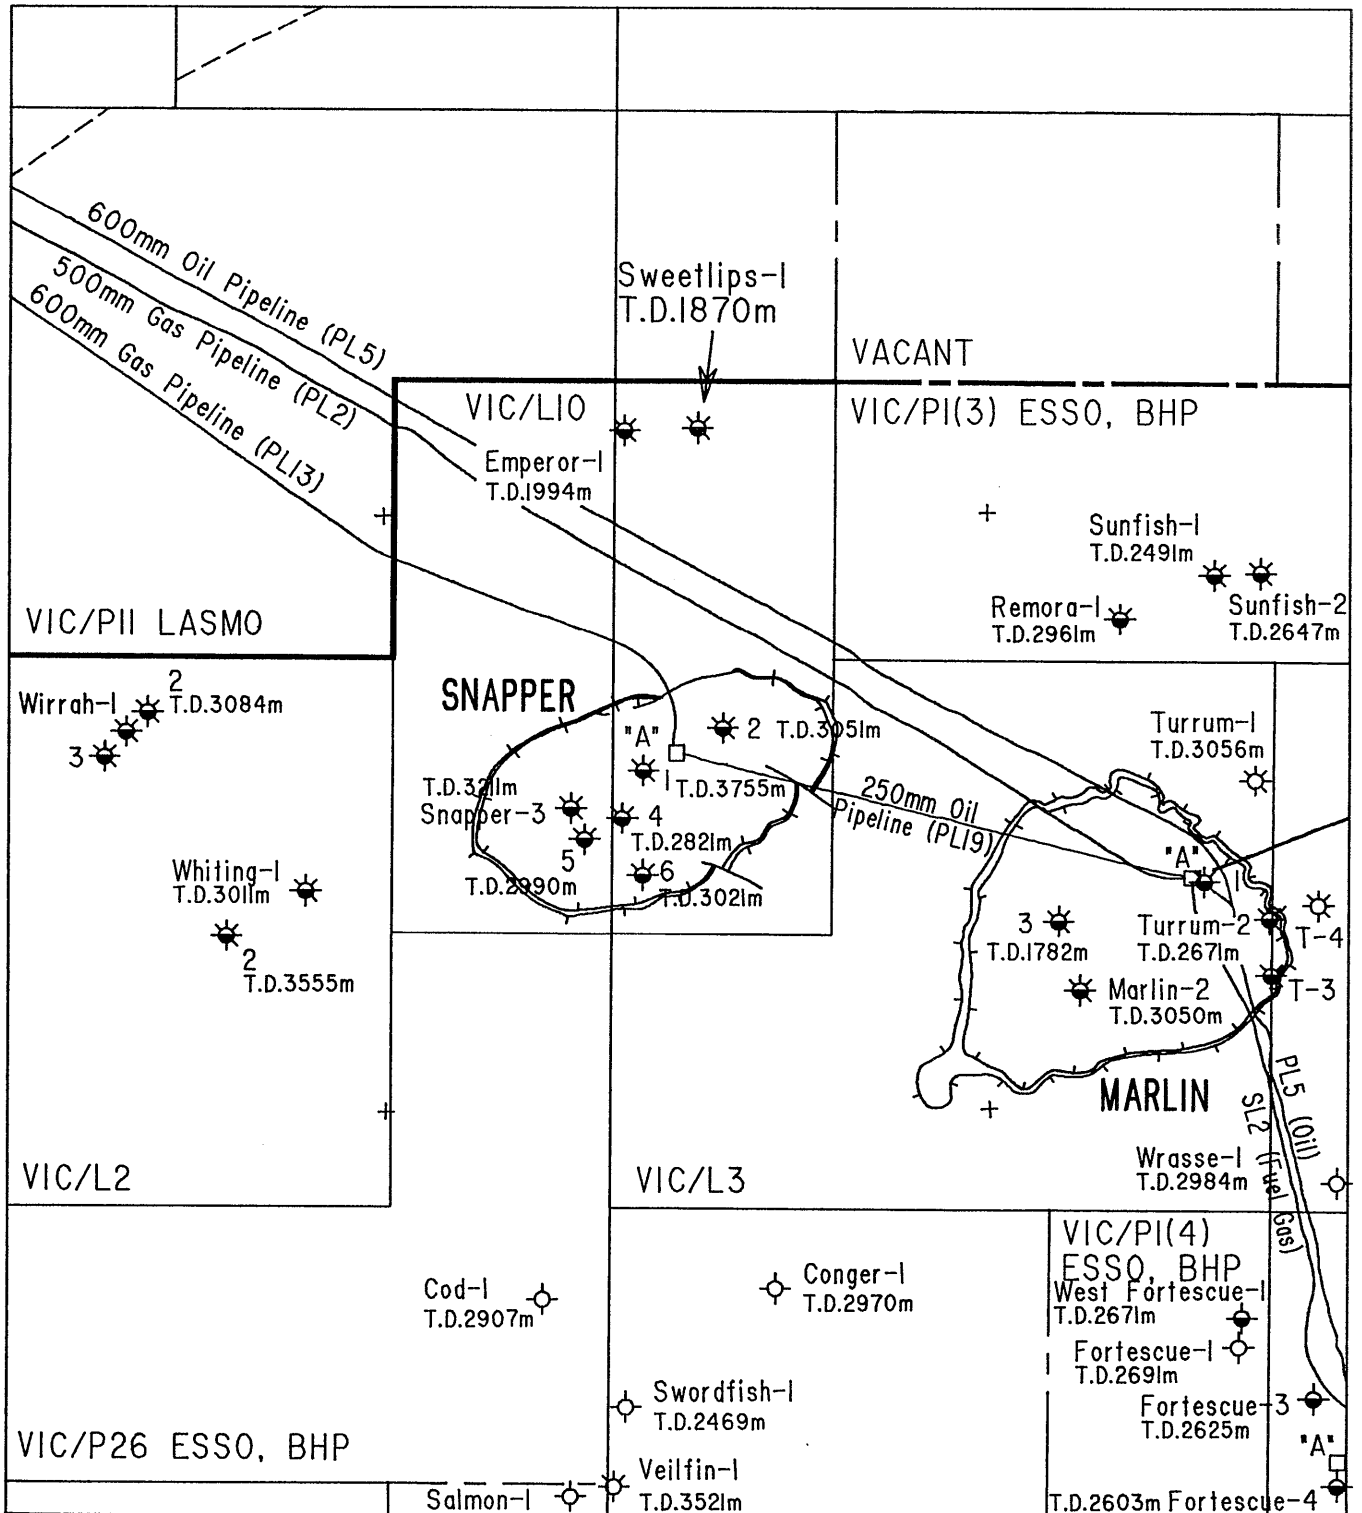 600mm Oil Pipeline (PL5)
500mm Gas Pipeline (PL2)
600mm Gas Pipeline (PL13)
Sweetlips-1
T.D.1870m
VACANT
VIC/L10
VIC/P1(3) ESSO, BHP
Emperor-1
T.D.1994m
Sunfish-1
T.D.2491m
Remora-1
T.D.2961m
Sunfish-2
T.D.2647m
VIC/P11 LASMO
SNAPPER
Wirrah-1
2
T.D.3084m
3
"A"
2 T.D.3051m
Turrum-1
T.D.3056m
1
T.D.3755m
T.D.3211m
Snapper-3
4
T.D.2821m
5
T.D.2990m
6
T.D.3021m
250mm Oil
Pipeline (PL19)
"A"
1
Whiting-1
T.D.3011m
2
T.D.3555m
3
T.D.1782m
Turrum-2
T.D.2671m
T-4
T-3
Marlin-2
T.D.3050m
MARLIN
PL5 (Oil)
SL2 (Fuel Gas)
VIC/L2
VIC/L3
Wrasse-1
T.D.2984m
VIC/P1(4)
ESSO, BHP
West Fortescue-1
T.D.2671m
Cod-1
T.D.2907m
Conger-1
T.D.2970m
Fortescue-1
T.D.2691m
Swordfish-1
T.D.2469m
Fortescue-3
T.D.2625m
"A"
VIC/P26 ESSO, BHP
Veilfin-1
T.D.3521m
Salmon-1
T.D.2603m Fortescue-4